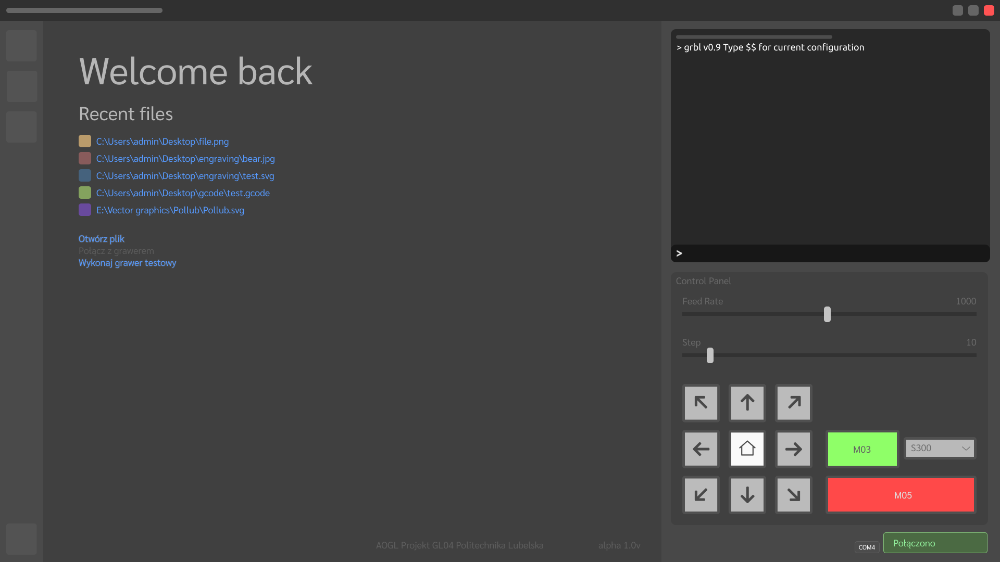 Welcome back
Recent files
C:\Users\admin\Desktop\file.png
C:\Users\admin\Desktop\engraving\bear.jpg
C:\Users\admin\Desktop\engraving\test.svg
C:\Users\admin\Desktop\gcode\test.gcode
E:\Vector graphics\Pollub\Pollub.svg
Otwórz plik
Połącz z grawerem
Wykonaj grawer testowy
AOGL Projekt GL04 Politechnika Lubelska
alpha 1.0v
> grbl v0.9 Type $$ for current configuration
>
Control Panel
Feed Rate 1000
Step 10
M03
S300
M05
COM4
Połączono